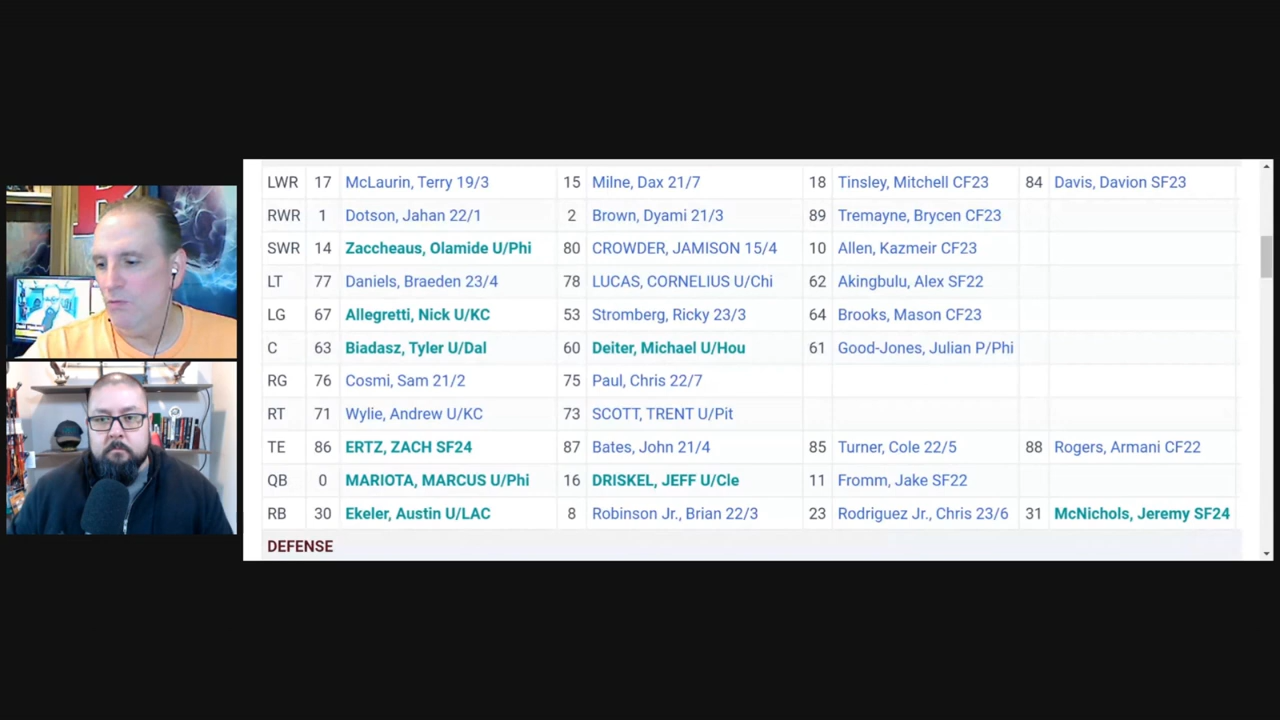 LWR 17 McLaurin, Terry 19/3 15 Milne, Dax 21/7 18 Tinsley, Mitchell CF23 84 Davis, Davion SF23
RWR 1 Dotson, Jahan 22/1 2 Brown, Dyami 21/3 89 Tremayne, Brycen CF23
SWR 14 Zaccheaus, Olamide U/Phi 80 CROWDER, JAMISON 15/4 10 Allen, Kazmeir CF23
LT 77 Daniels, Braeden 23/4 78 LUCAS, CORNELIUS U/Chi 62 Akingbulu, Alex SF22
LG 67 Allegretti, Nick U/KC 53 Stromberg, Ricky 23/3 64 Brooks, Mason CF23
C 63 Biadasz, Tyler U/Dal 60 Deiter, Michael U/Hou 61 Good-Jones, Julian P/Phi
RG 76 Cosmi, Sam 21/2 75 Paul, Chris 22/7
RT 71 Wylie, Andrew U/KC 73 SCOTT, TRENT U/Pit
TE 86 ERTZ, ZACH SF24 87 Bates, John 21/4 85 Turner, Cole 22/5 88 Rogers, Armani CF22
QB 0 MARIOTA, MARCUS U/Phi 16 DRISKEL, JEFF U/Cle 11 Fromm, Jake SF22
RB 30 Ekeler, Austin U/LAC 8 Robinson Jr., Brian 22/3 23 Rodriguez Jr., Chris 23/6 31 McNichols, Jeremy SF24
DEFENSE